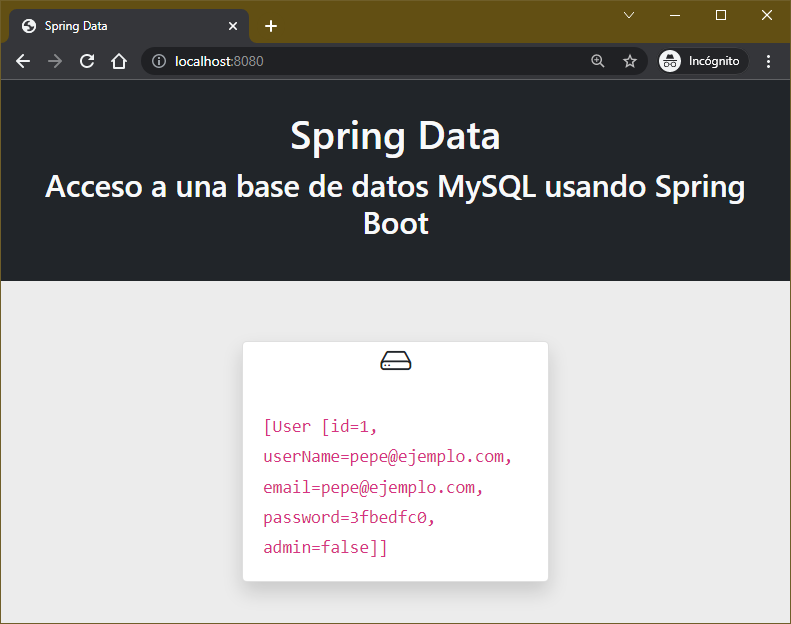 Spring Data
localhost:8080
Incógnito
Spring Data
Acceso a una base de datos MySQL usando Spring
Boot
[User [id=1,
userName=pepe@ejemplo.com,
email=pepe@ejemplo.com,
password=3fbedfc0,
admin=false]]